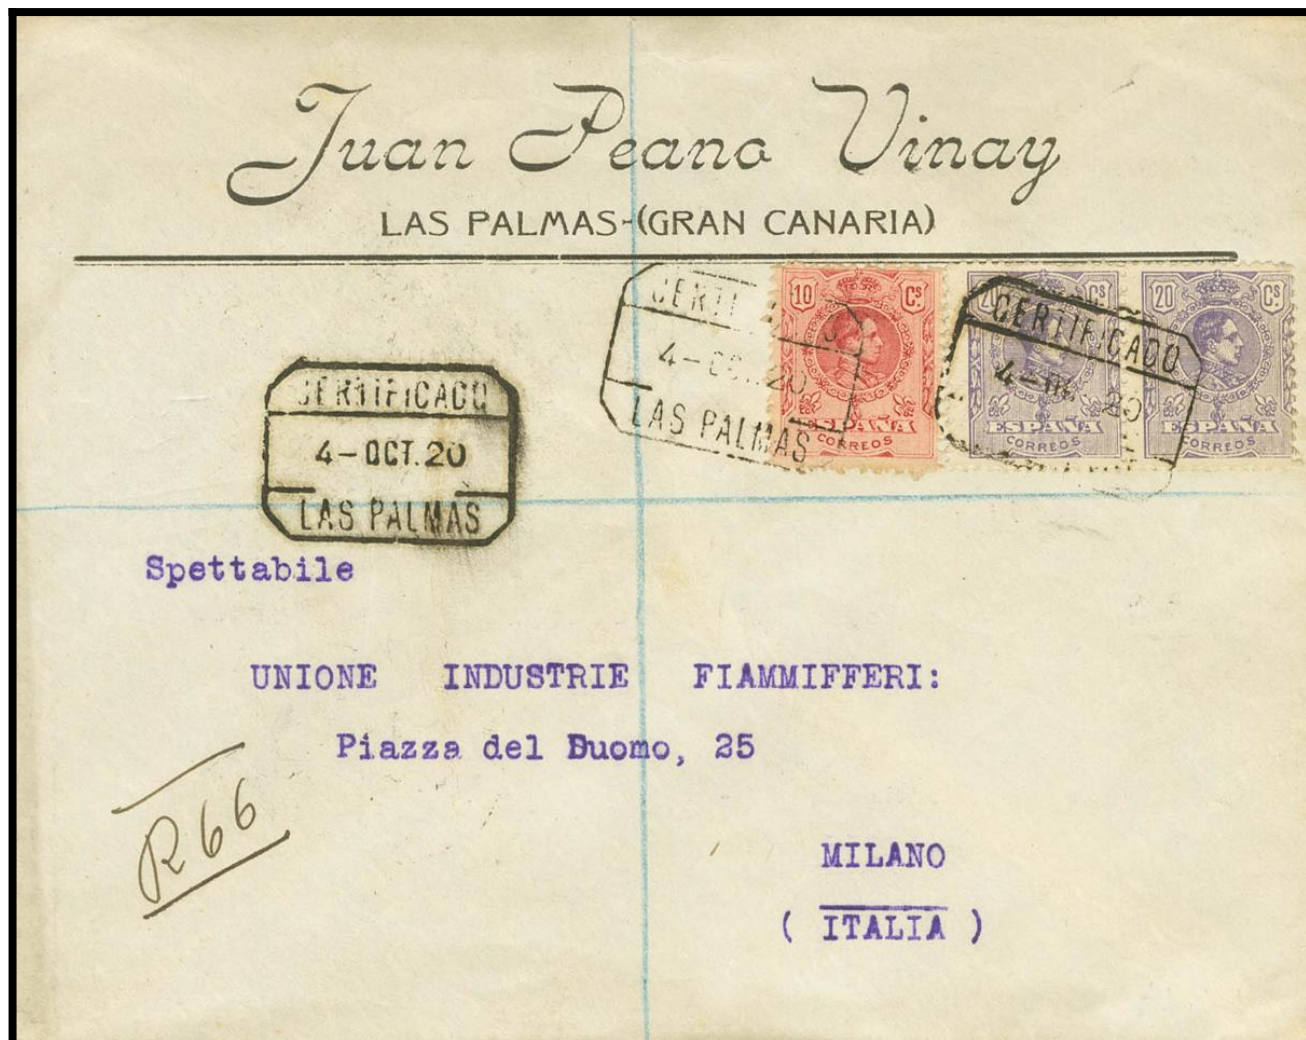 Juan Peano Vinay
LAS PALMAS-(GRAN CANARIA)
10 Cs.
ESPAÑA
CORREOS
20 Cs
ESPAÑA
CORREOS
20 Cs.
ESPAÑA
CORREOS
LAS PALMAS
CERTIFICADO
CERTIFICADO
4-OCT.20
LAS PALMAS
Spettabile
UNIONE INDUSTRIE FIAMMIFFERI:
Piazza del Duomo, 25
R66
MILANO
( ITALIA )